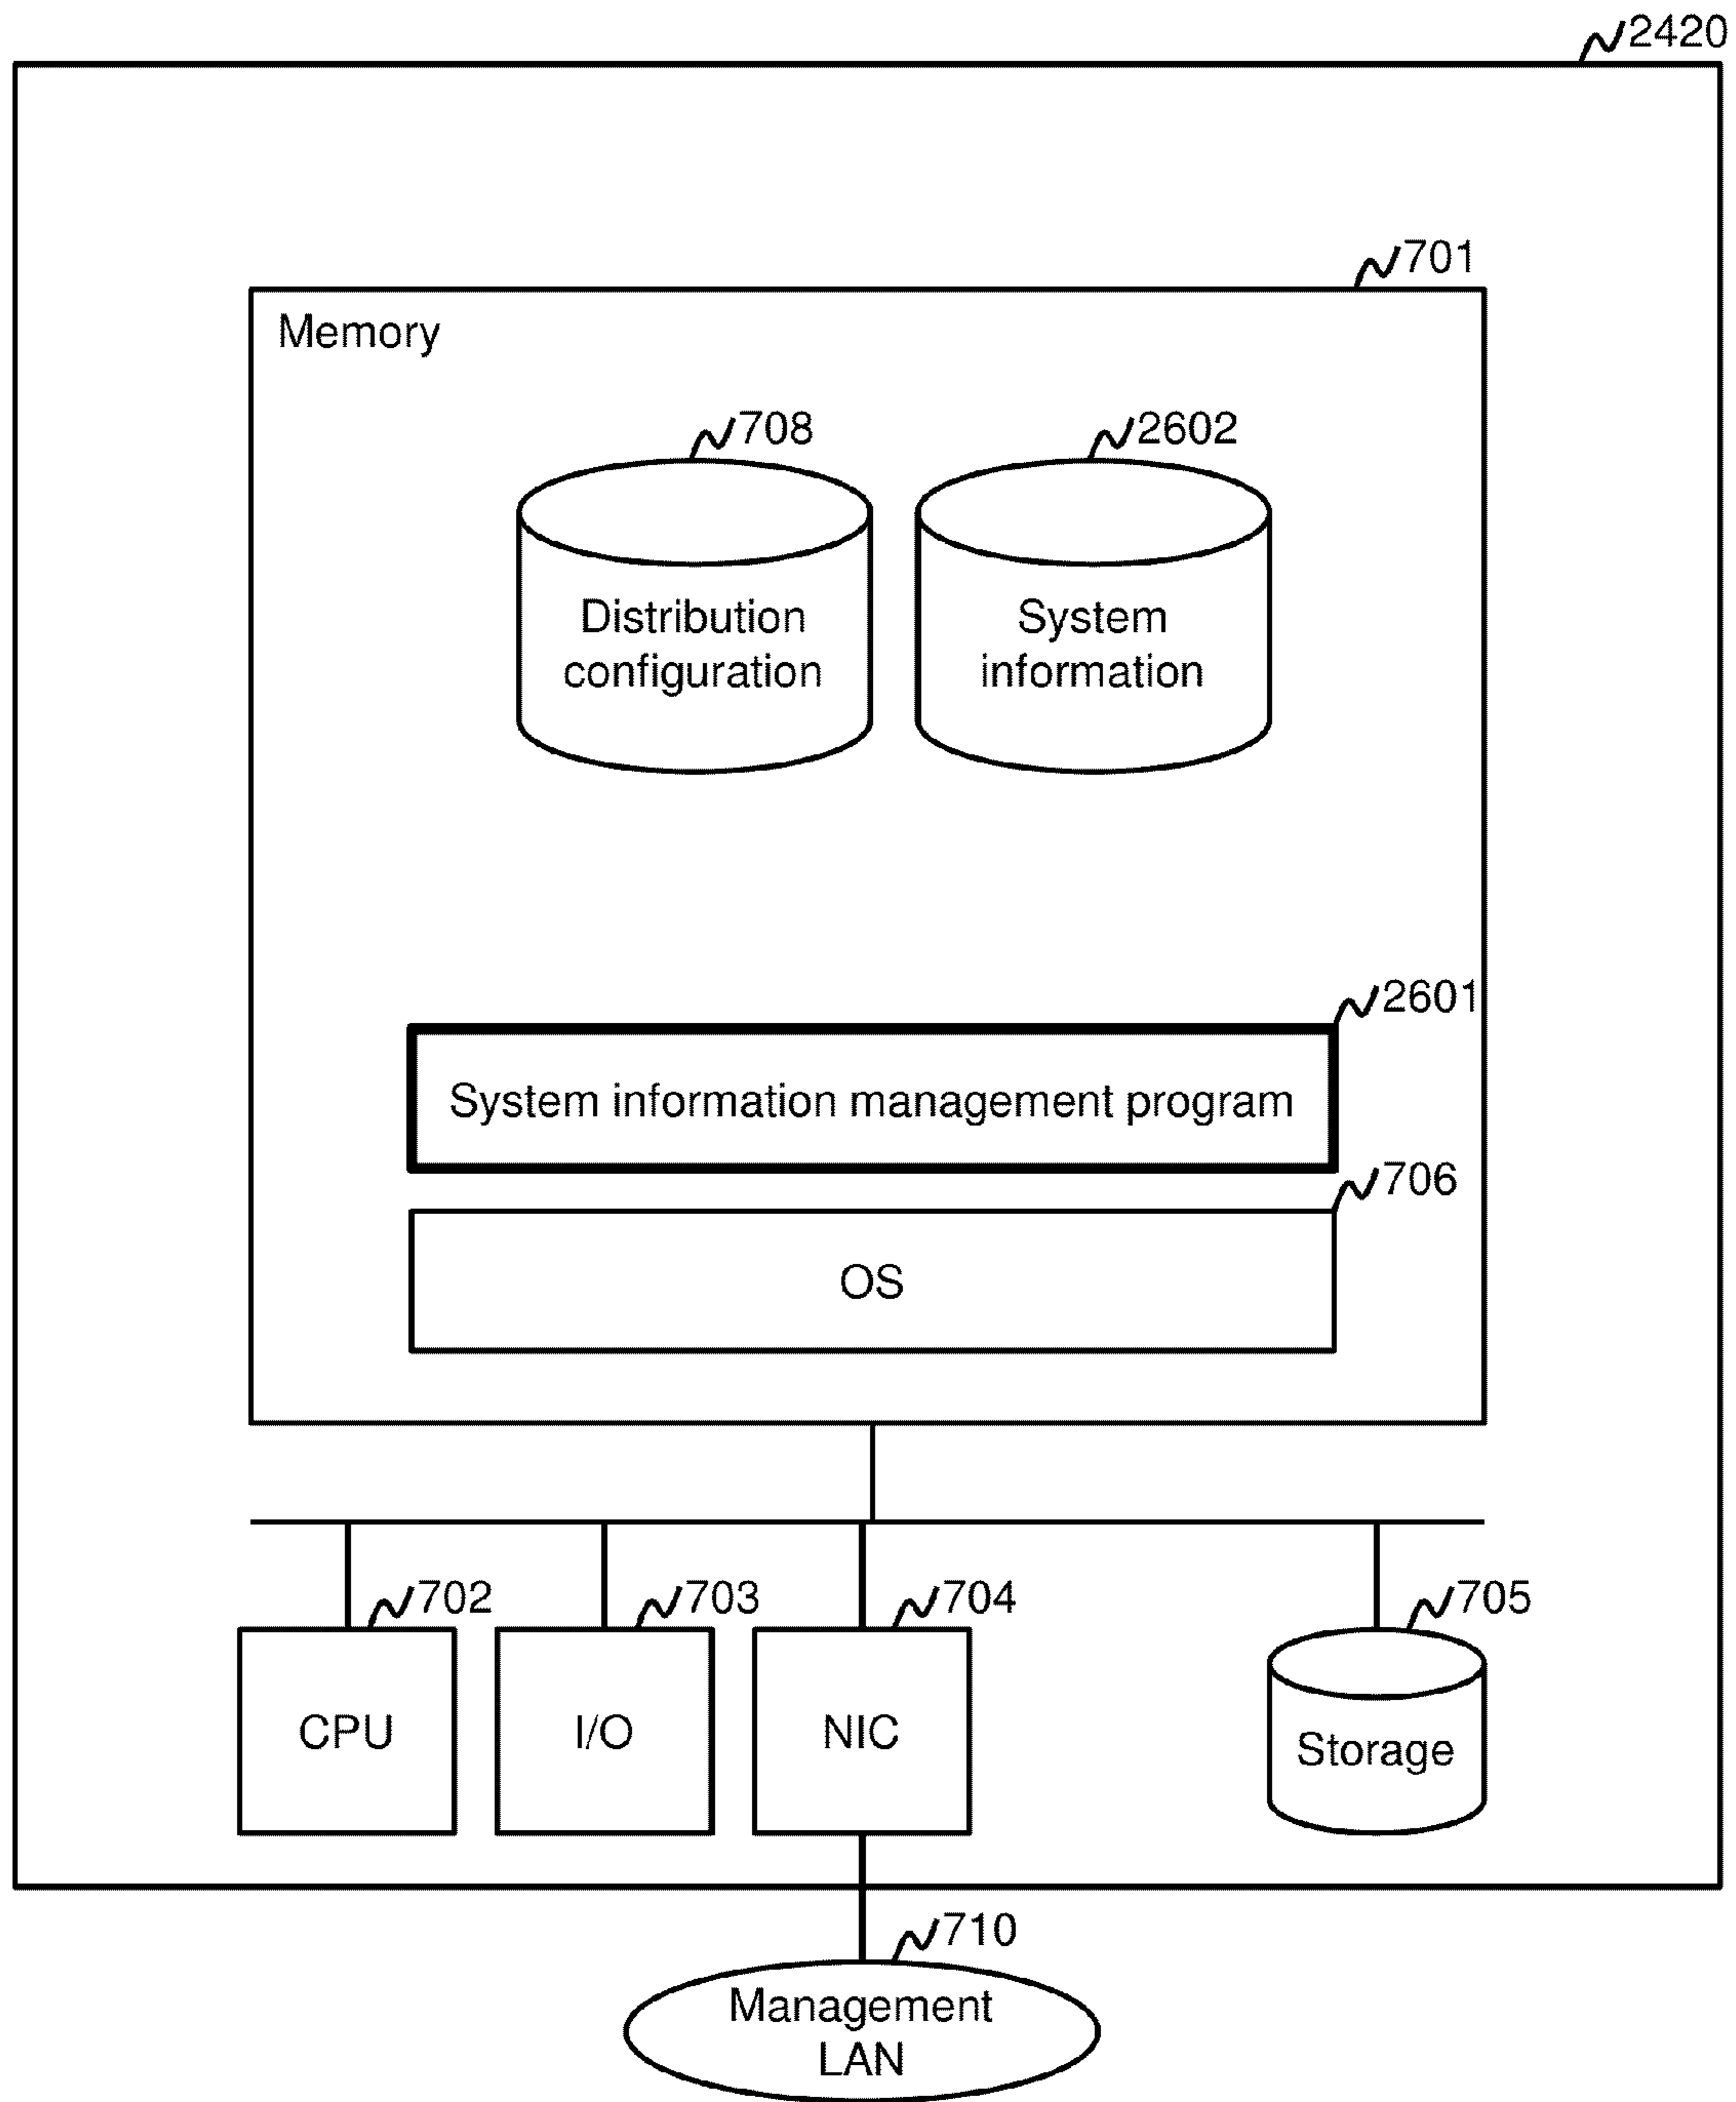 2420
701
Memory
708
2602
Distribution
configuration
System
information
2601
System information management program
706
OS
702
703
704
705
CPU
I/O
NIC
Storage
710
Management
LAN